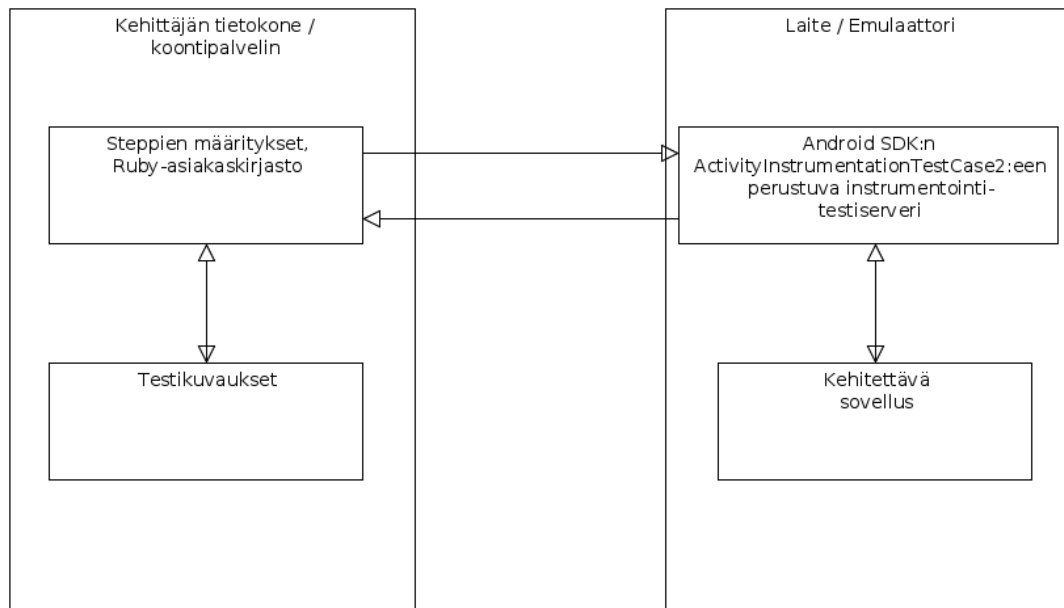 Kehittäjän tietokone /
koontipalvelin
Laite / Emulaattori
Steppien määritykset,
Ruby-asiakaskirjasto
Android SDK:n
ActivityInstrumentationTestCase2:een
perustuva instrumentointi-
testiserveri
Testikuvaukset
Kehitettävä
sovellus